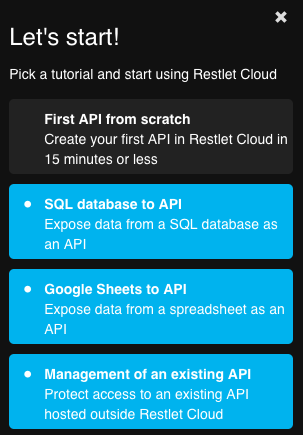 Let's start!
Pick a tutorial and start using Restlet Cloud
First API from scratch
Create your first API in Restlet Cloud in
15 minutes or less
SQL database to API
Expose data from a SQL database as
an API
Google Sheets to API
Expose data from a spreadsheet as an
API
Management of an existing API
Protect access to an existing API
hosted outside Restlet Cloud